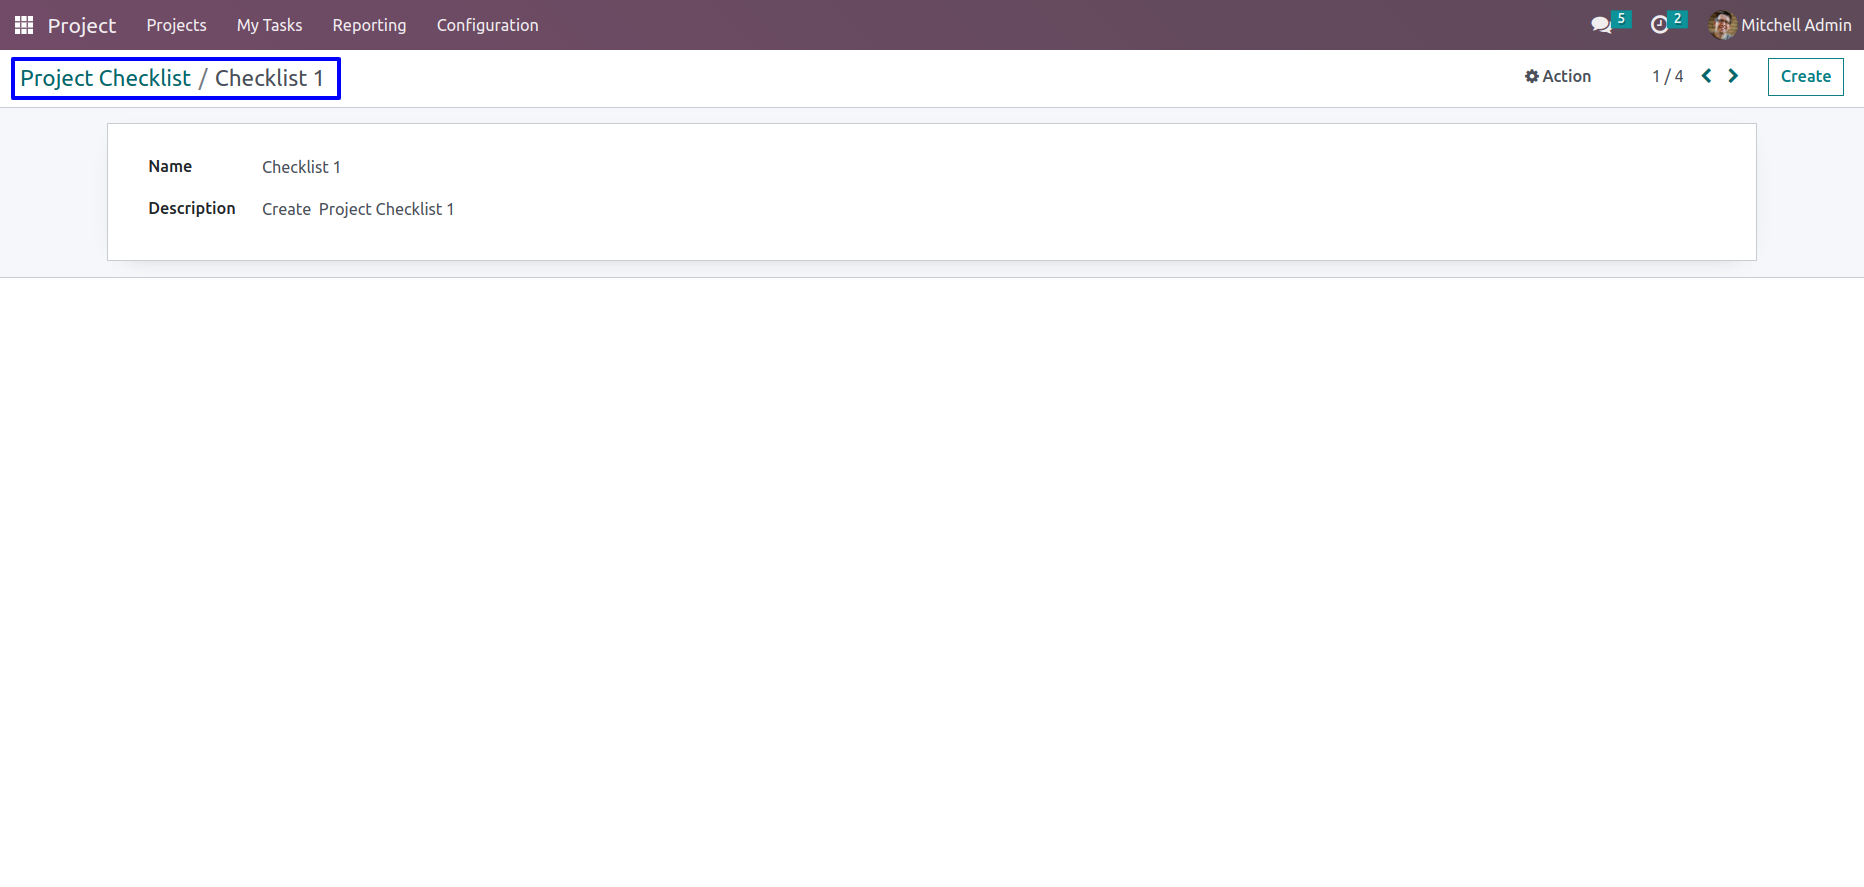 Project Projects My Tasks Reporting Configuration 5 2 Mitchell Admin
Project Checklist / Checklist 1 Action 1 / 4 Create
Name Checklist 1
Description Create Project Checklist 1